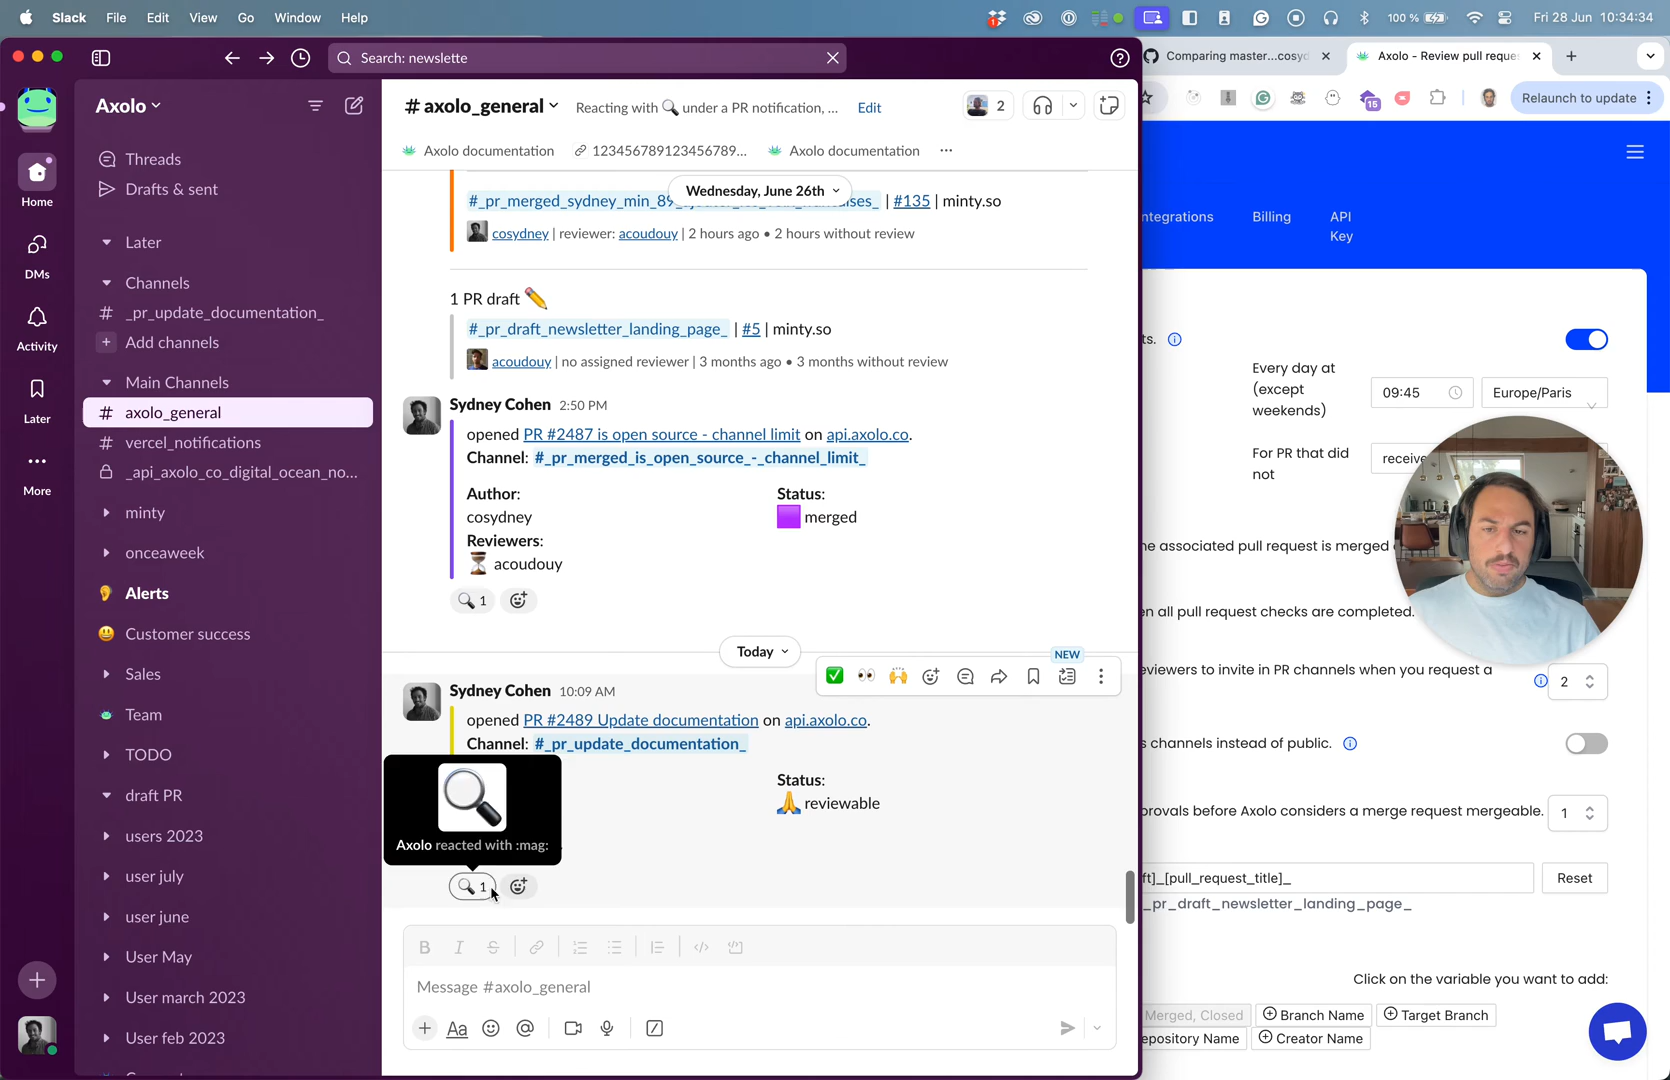 Slack File Edit View Go Window Help
100 % Fri 28 Jun 10:34:34
Search: newslette
Comparing master...cosyd
Axolo - Review pull reque
15
Relaunch to update
Axolo
# axolo_general
Reacting with 🔍 under a PR notification, ...
Edit
2
Axolo documentation
123456789123456789...
Axolo documentation
Home
DMs
Activity
Later
More
Threads
Drafts & sent
Later
Channels
# _pr_update_documentation_
Add channels
Main Channels
# axolo_general
# vercel_notifications
_api_axolo_co_digital_ocean_no...
minty
onceaweek
Alerts
Customer success
Sales
Team
TODO
draft PR
users 2023
user july
user june
User May
User march 2023
User feb 2023
Wednesday, June 26th
| #135 | minty.so
cosydney | reviewer: acoudouy | 2 hours ago • 2 hours without review
1 PR draft ✏️
#_pr_draft_newsletter_landing_page_ | #5 | minty.so
acoudouy | no assigned reviewer | 3 months ago • 3 months without review
Sydney Cohen 2:50 PM
opened PR #2487 is open source - channel limit on api.axolo.co.
Channel: #_pr_merged_is_open_source_-_channel_limit_
Author:
cosydney
Status:
merged
Reviewers:
acoudouy
1
Today
NEW
Sydney Cohen 10:09 AM
opened PR #2489 Update documentation on api.axolo.co.
Channel: #_pr_update_documentation_
Status:
reviewable
Axolo reacted with :mag:
1
Message #axolo_general
Aa
ntegrations
Billing
API
Key
ts.
Every day at
(except
weekends)
09:45
Europe/Paris
For PR that did
not
receive
he associated pull request is merged
en all pull request checks are completed.
eviewers to invite in PR channels when you request a
2
s channels instead of public.
provals before Axolo considers a merge request mergeable.
1
ft]_[pull_request_title]_
Reset
_pr_draft_newsletter_landing_page_
Click on the variable you want to add:
Merged, Closed
Branch Name
Target Branch
epository Name
Creator Name